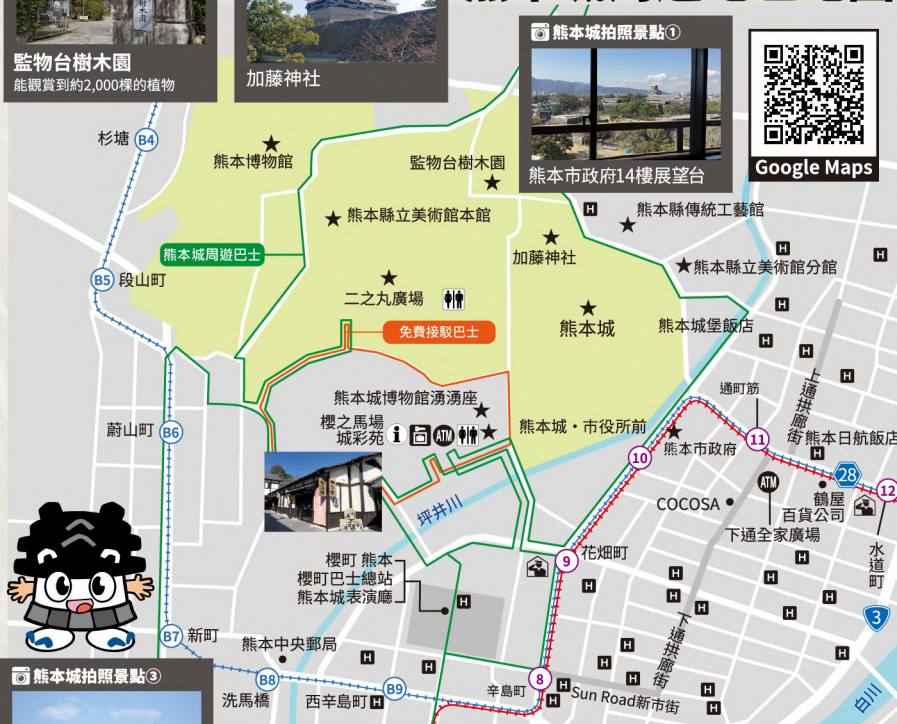 監物台樹木園
能觀賞到約2,000棵的植物
加藤神社
熊本城拍照景點①
熊本市政府14樓展望台
Google Maps
杉塘
B4
熊本博物館
監物台樹木園
H
熊本縣傳統工藝館
熊本縣立美術館本館
熊本城周遊巴士
加藤神社
H
H
熊本縣立美術館分館
B5
段山町
二之丸廣場
熊本城
H
熊本城堡飯店
免費接駁巴士
H
H
上通拱廊街
H
通町筋
熊本城博物館湧湧座
櫻之馬場
城彩苑
i
ATM
熊本城・市役所前
蔚山町
B6
10
熊本市政府
11
熊本日航飯店
H
28
12
ATM
鶴屋
百貨公司
COCOSA
下通全家廣場
坪井川
水道町
9
花畑町
櫻町 熊本
櫻町巴士總站
熊本城表演廳
H
H
H
H
H
H
H
H
H
3
下通拱廊街
B7
新町
熊本中央郵局
H
H
H
H
H
B8
洗馬橋
B9
西辛島町
H
8
辛島町
H
Sun Road新市街
H
H
白川
熊本城拍照景點③